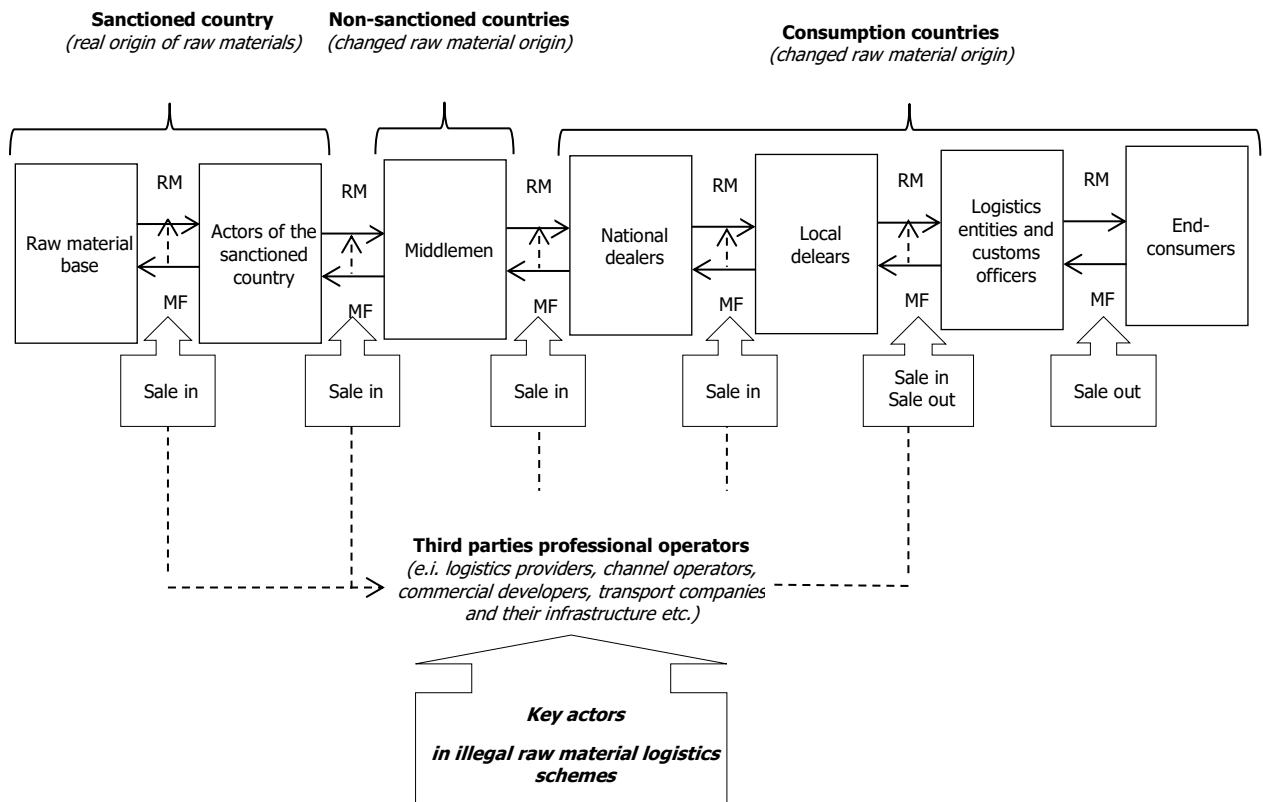 Sanctioned country
(real origin of raw materials)
Non-sanctioned countries
(changed raw material origin)
Consumption countries
(changed raw material origin)
RM
RM
RM
RM
RM
RM
Raw material
base
Actors of the
sanctioned
country
Middlemen
National
dealers
Local
delears
Logistics
entities and
customs
officers
End-
consumers
MF
MF
MF
MF
MF
MF
Sale in
Sale in
Sale in
Sale in
Sale in
Sale out
Sale out
Third parties professional operators
(e.i. logistics providers, channel operators,
commercial developers, transport companies
and their infrastructure etc.)
Key actors
in illegal raw material logistics
schemes